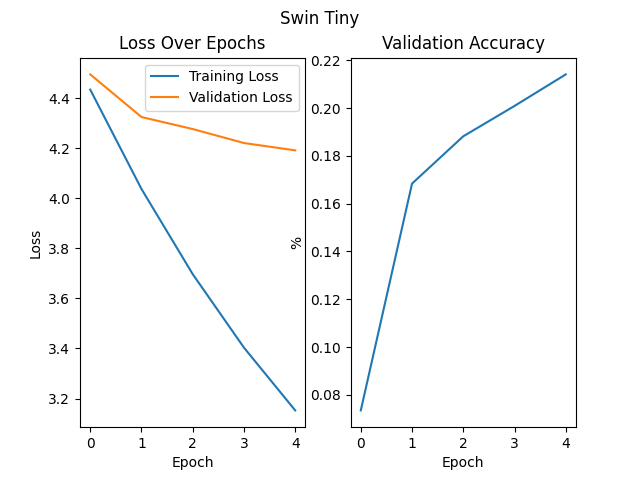 Swin Tiny
Loss Over Epochs
Training Loss
Validation Loss
Loss
4.4
4.2
4.0
3.8
3.6
3.4
3.2
0 1 2 3 4
Epoch
Validation Accuracy
%
0.22
0.20
0.18
0.16
0.14
0.12
0.10
0.08
0 1 2 3 4
Epoch